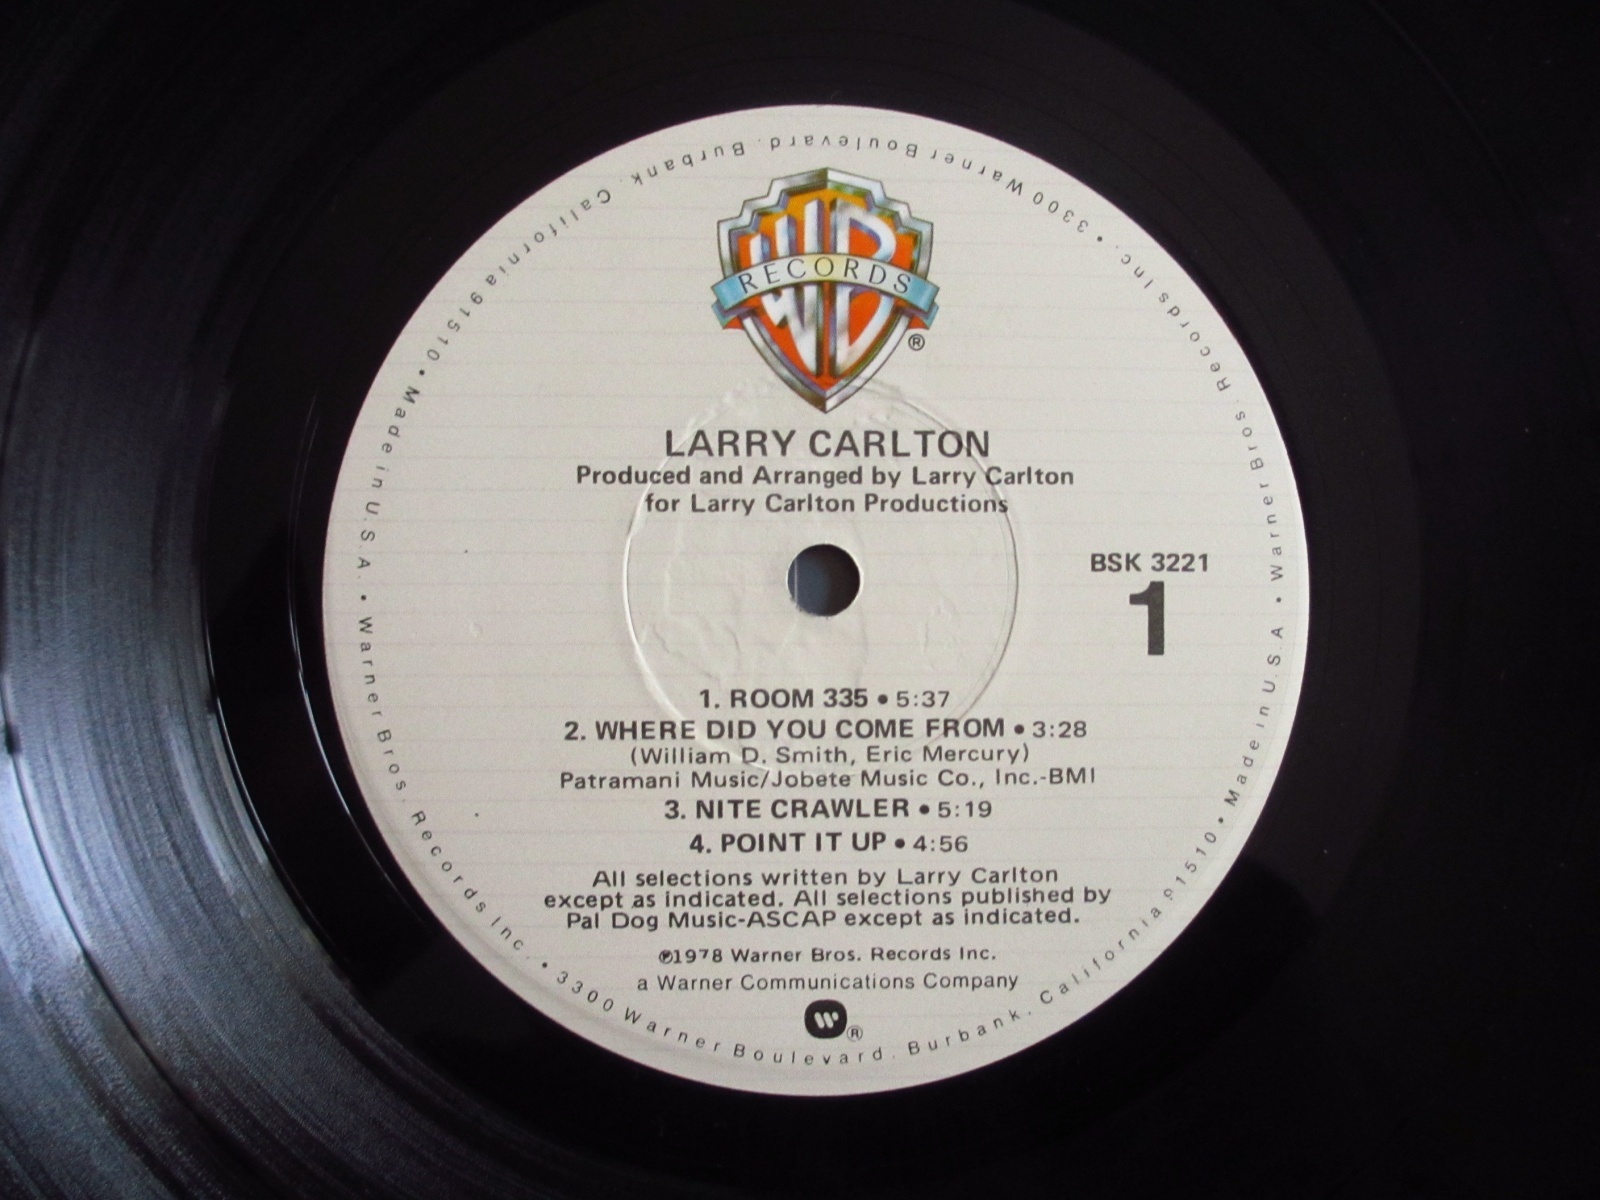 WB
RECORDS
®
LARRY CARLTON
Produced and Arranged by Larry Carlton
for Larry Carlton Productions
BSK 3221
1
1. ROOM 335 • 5:37
2. WHERE DID YOU COME FROM • 3:28
(William D. Smith, Eric Mercury)
Patramani Music/Jobete Music Co., Inc.-BMI
3. NITE CRAWLER • 5:19
4. POINT IT UP • 4:56
All selections written by Larry Carlton
except as indicated. All selections published by
Pal Dog Music-ASCAP except as indicated.
℗1978 Warner Bros. Records Inc.
a Warner Communications Company
®
Warner Bros. Records Inc. • 3300 Warner Boulevard. Burbank. California 91510 • Made in U.S.A. •
Warner Bros. Records Inc. • 3300 Warner Boulevard. Burbank. California 91510 • Made in U.S.A. •